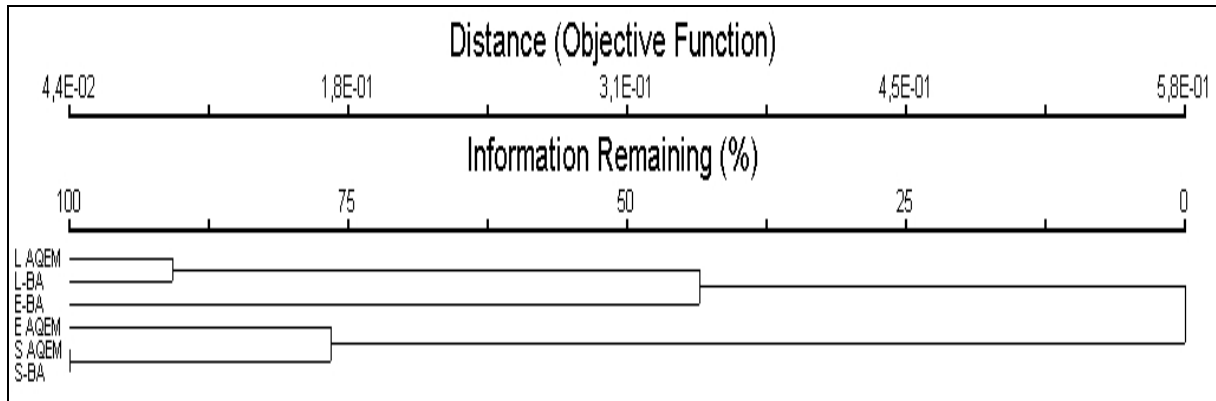 Distance (Objective Function)
4,4E-02 1,8E-01 3,1E-01 4,5E-01 5,8E-01
Information Remaining (%)
100 75 50 25 0
L AQEM
L-BA
E-BA
E AQEM
S AQEM
S-BA